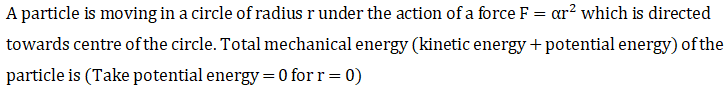 A particle is moving in a circle of radius r under the action of a force F = αr² which is directed
towards centre of the circle. Total mechanical energy (kinetic energy + potential energy) of the
particle is (Take potential energy = 0 for r = 0)